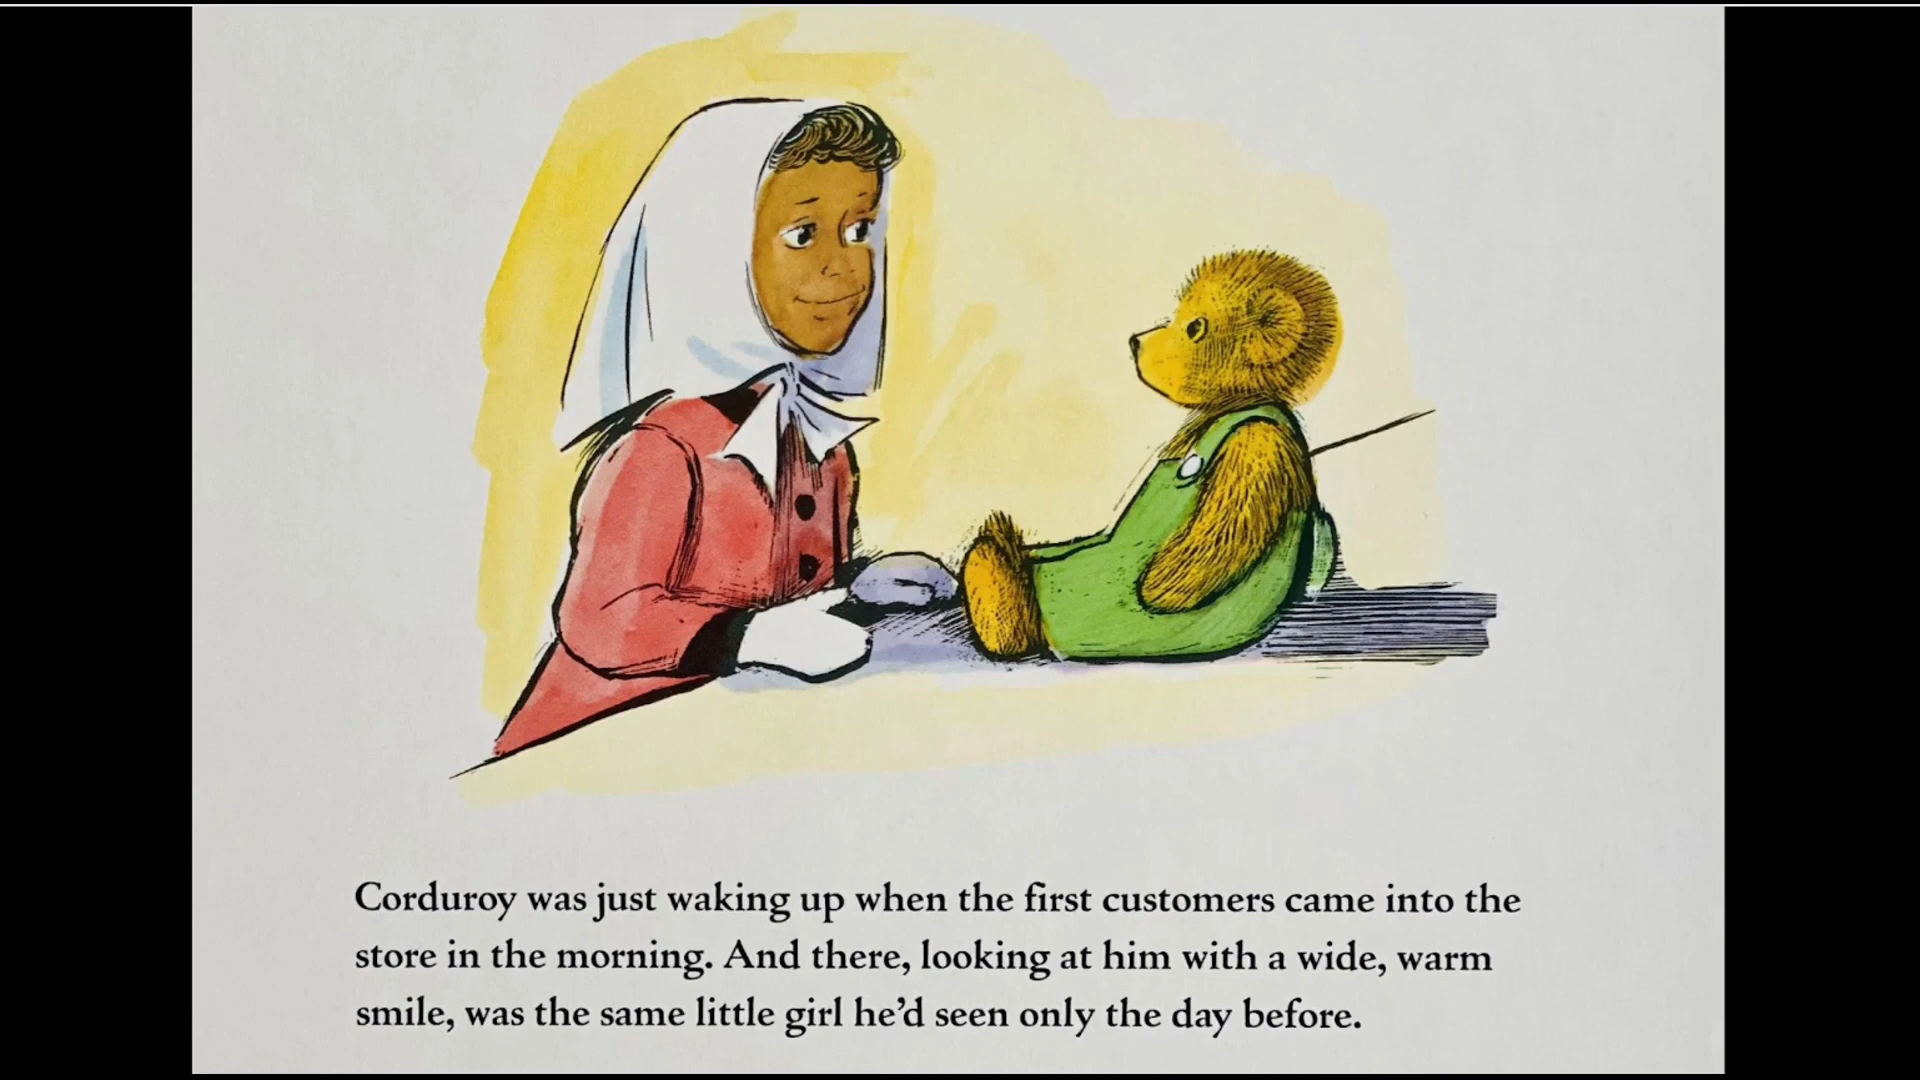 Corduroy was just waking up when the first customers came into the
store in the morning. And there, looking at him with a wide, warm
smile, was the same little girl he’d seen only the day before.